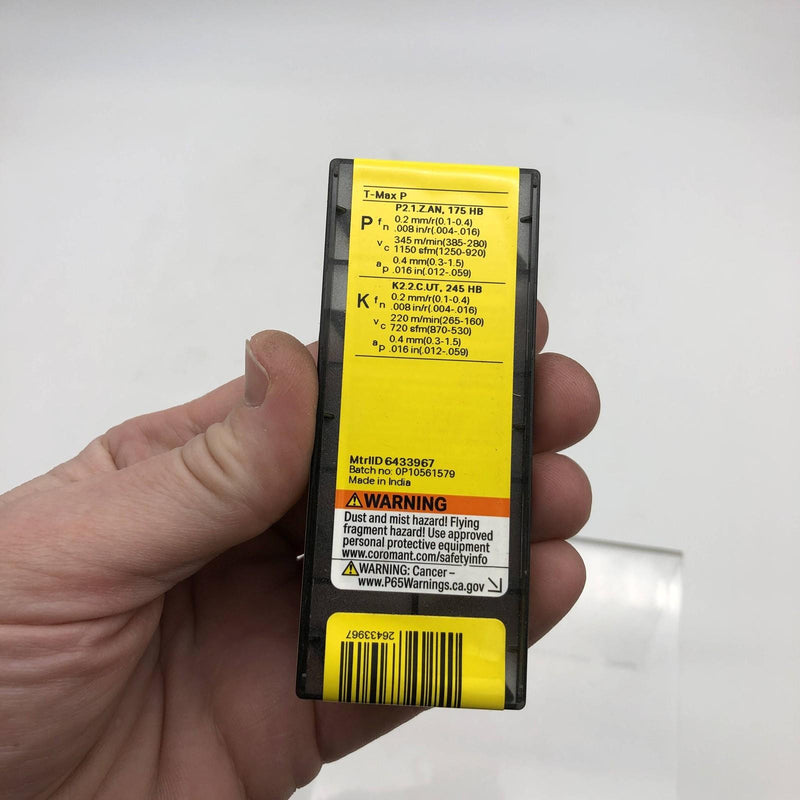 T-Max P
P2.1.Z.AN, 175 HB
P fn 0.2 mm/r(0.1-0.4)
.008 in/r(.004-.016)
vc 345 m/min(385-280)
1150 sfm(1250-920)
ap 0.4 mm(0.3-1.5)
.016 in(.012-.059)
K2.2.C.UT, 245 HB
K fn 0.2 mm/r(0.1-0.4)
.008 in/r(.004-.016)
vc 220 m/min(265-160)
720 sfm(870-530)
ap 0.4 mm(0.3-1.5)
.016 in(.012-.059)
MtrlID 6433967
Batch no: 0P10561579
Made in India
WARNING
Dust and mist hazard! Flying
fragment hazard! Use approved
personal protective equipment
www.coromant.com/safetyinfo
WARNING: Cancer –
www.P65Warnings.ca.gov
26433967